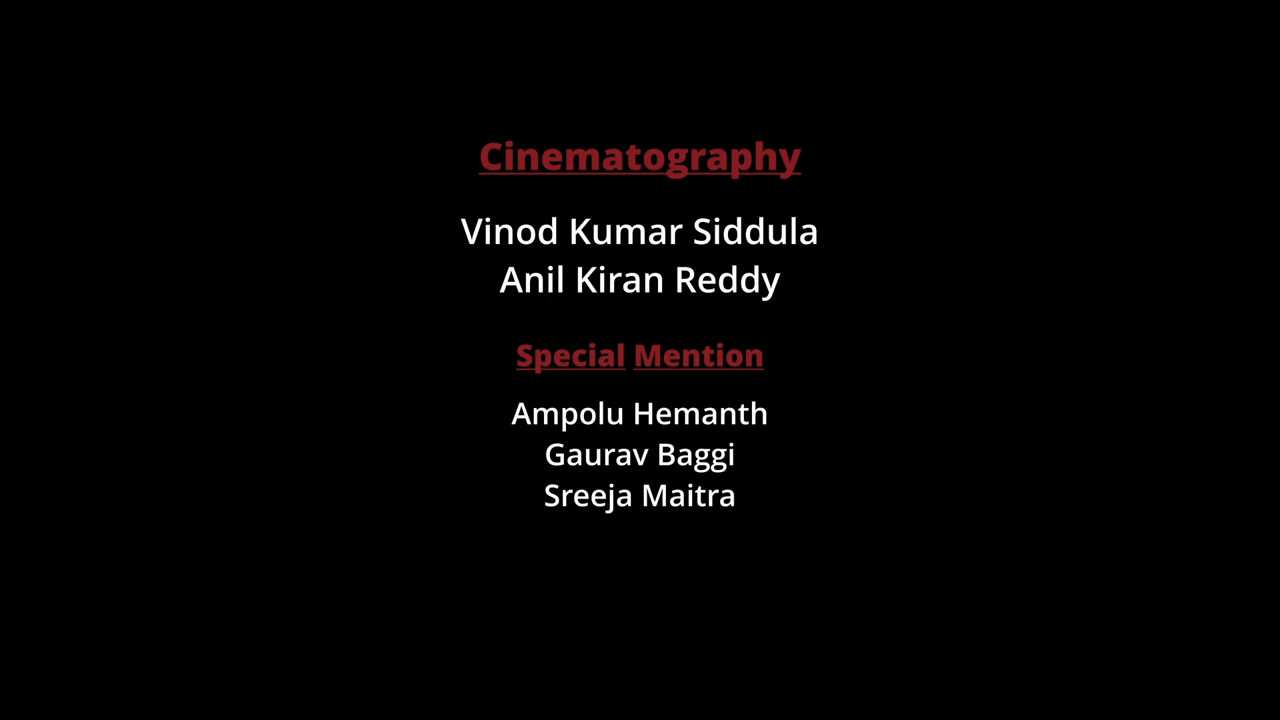 Cinematography
Vinod Kumar Siddula
Anil Kiran Reddy
Special Mention
Ampolu Hemanth
Gaurav Baggi
Sreeja Maitra